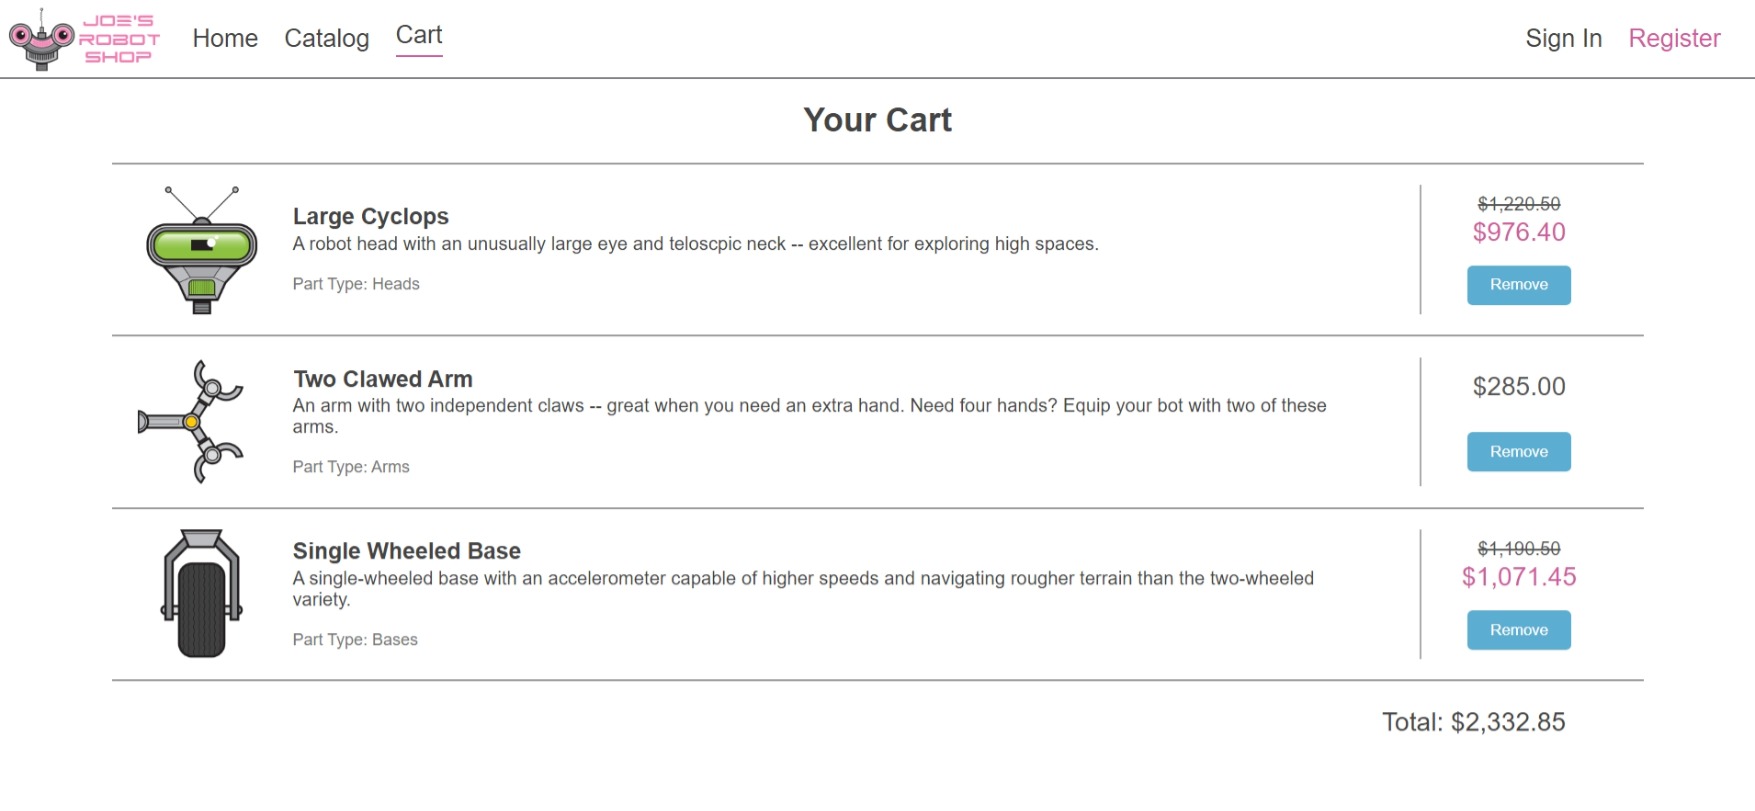 JOE'S
ROBOT
SHOP
Home Catalog Cart Sign In Register
Your Cart
Large Cyclops
A robot head with an unusually large eye and teloscpic neck -- excellent for exploring high spaces.
Part Type: Heads
$1,220.50
$976.40
Remove
Two Clawed Arm
An arm with two independent claws -- great when you need an extra hand. Need four hands? Equip your bot with two of these
arms.
Part Type: Arms
$285.00
Remove
Single Wheeled Base
A single-wheeled base with an accelerometer capable of higher speeds and navigating rougher terrain than the two-wheeled
variety.
Part Type: Bases
$1,190.50
$1,071.45
Remove
Total: $2,332.85